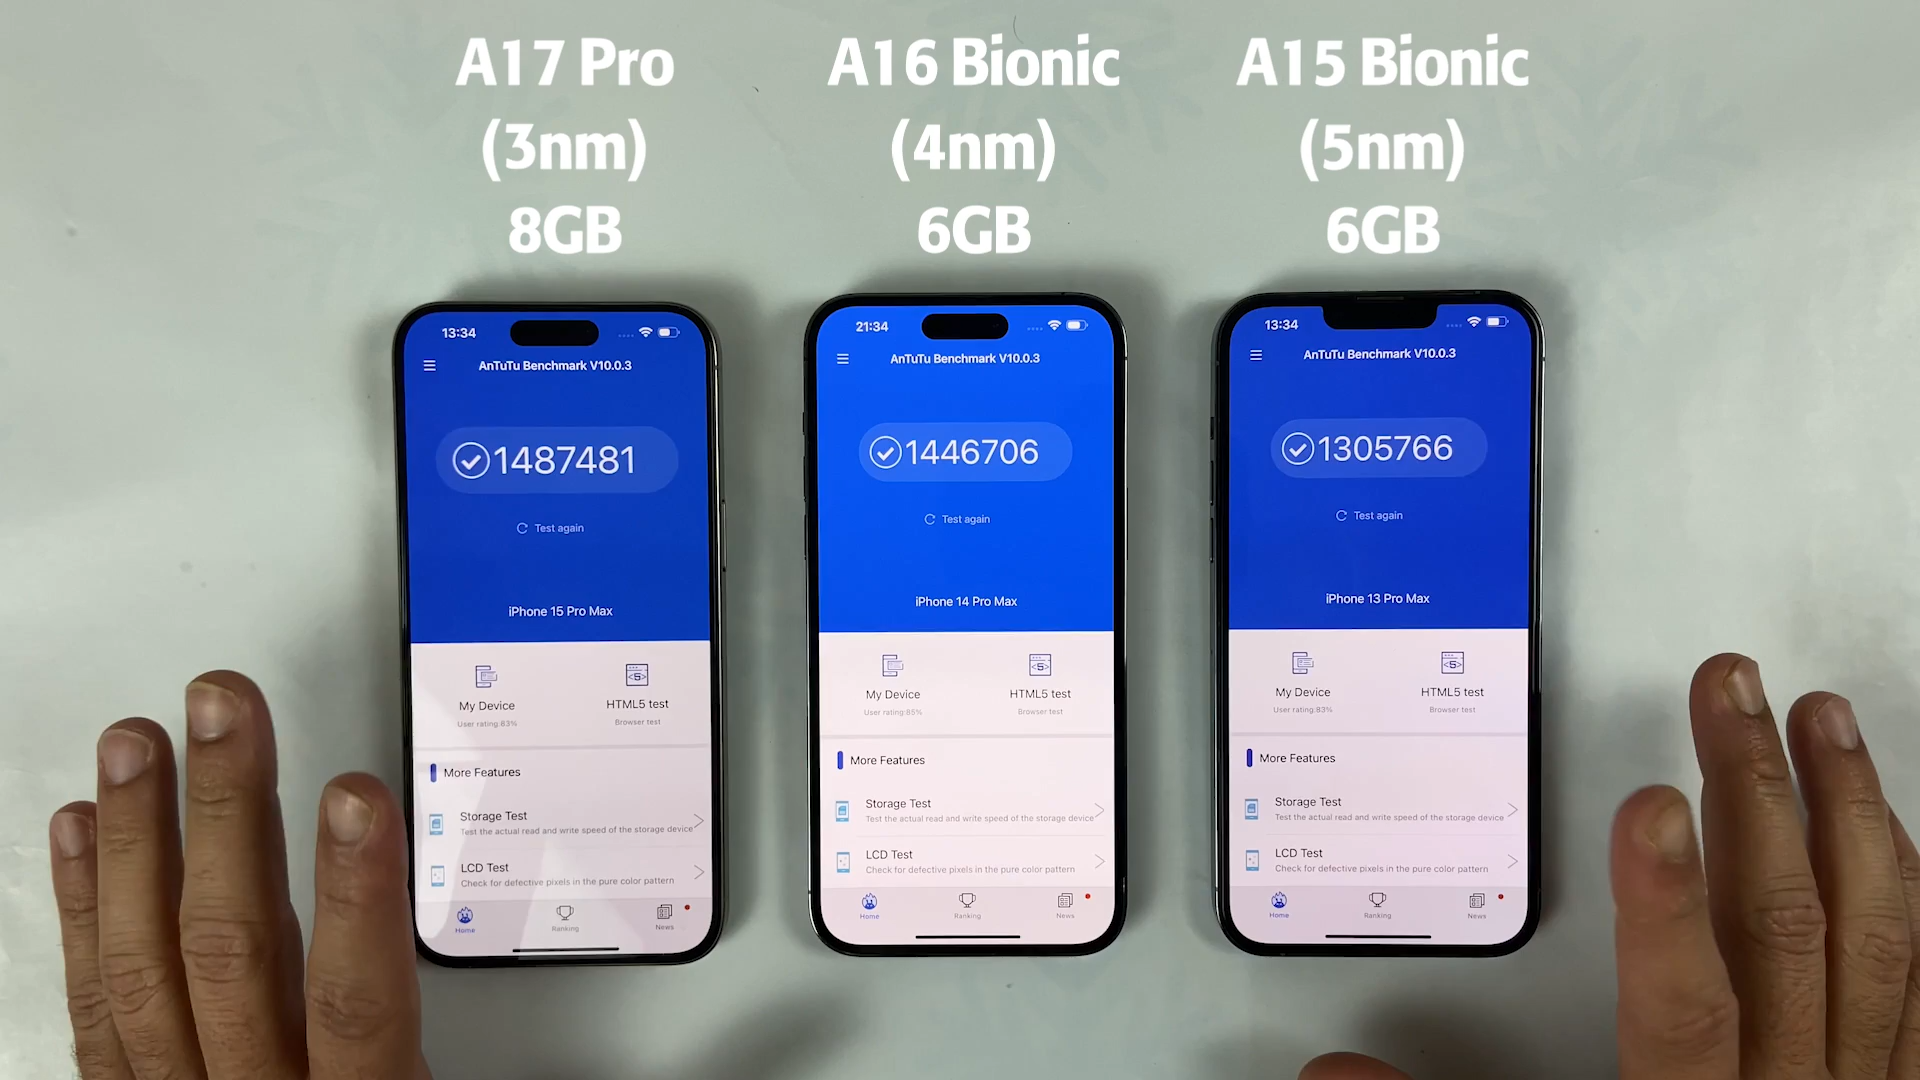 A17 Pro
(3nm)
8GB
A16 Bionic
(4nm)
6GB
A15 Bionic
(5nm)
6GB
13:34
AnTuTu Benchmark V10.0.3
1487481
Test again
iPhone 15 Pro Max
My Device
User rating:83%
HTML5 test
Browser test
More Features
Storage Test
Test the actual read and write speed of the storage device
LCD Test
Check for defective pixels in the pure color pattern
Home
Ranking
News
21:34
AnTuTu Benchmark V10.0.3
1446706
Test again
iPhone 14 Pro Max
My Device
User rating:85%
HTML5 test
Browser test
More Features
Storage Test
Test the actual read and write speed of the storage device
LCD Test
Check for defective pixels in the pure color pattern
Home
Ranking
News
13:34
AnTuTu Benchmark V10.0.3
1305766
Test again
iPhone 13 Pro Max
My Device
User rating:83%
HTML5 test
Browser test
More Features
Storage Test
Test the actual read and write speed of the storage device
LCD Test
Check for defective pixels in the pure color pattern
Home
Ranking
News